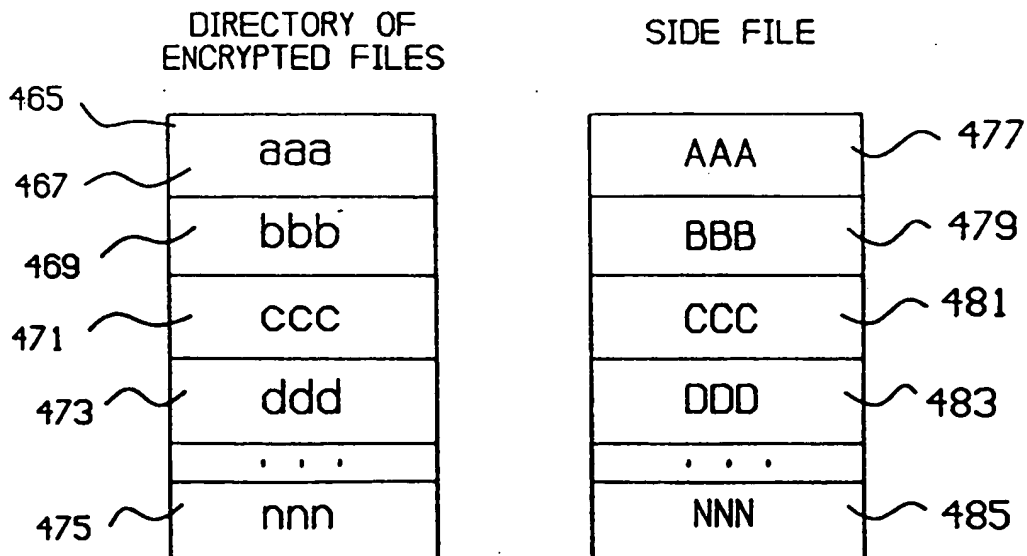 DIRECTORY OF
ENCRYPTED FILES
SIDE FILE
465
aaa
AAA
477
467
bbb
BBB
479
469
ccc
CCC
481
471
ddd
DDD
483
473
. . .
. . .
nnn
NNN
485
475